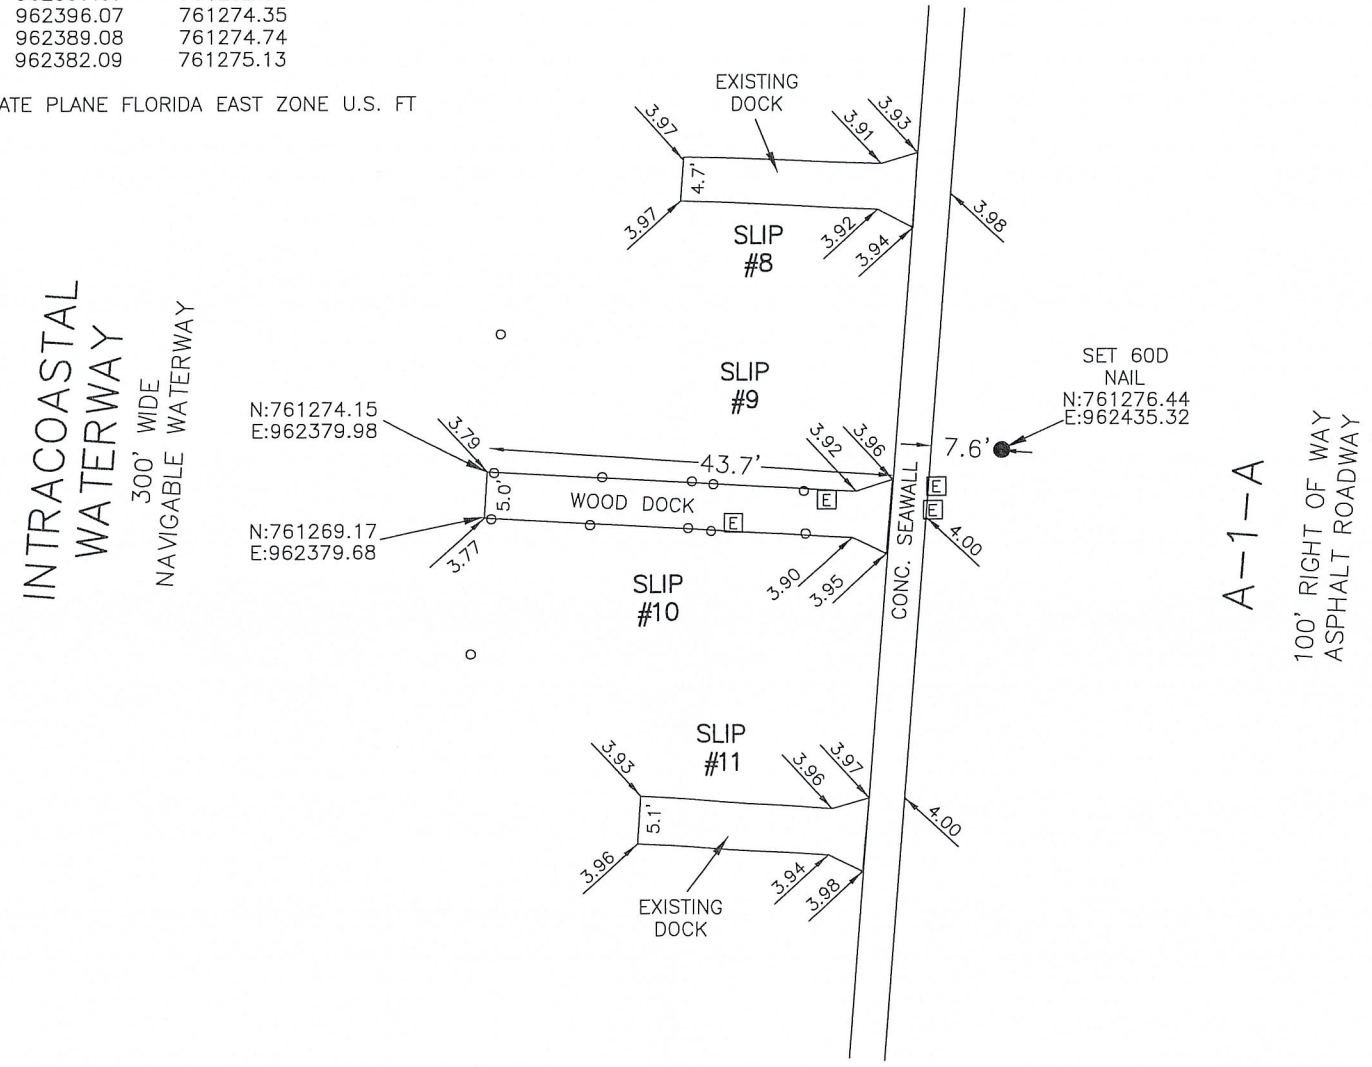 962396.07 761274.35
962389.08 761274.74
962382.09 761275.13
ATE PLANE FLORIDA EAST ZONE U.S. FT
EXISTING
DOCK
3.97
3.91
3.93
4.7'
3.97
3.92
3.94
3.98
SLIP
#8
INTRACOASTAL
WATERWAY
300' WIDE
NAVIGABLE WATERWAY
SLIP
#9
SET 60D
NAIL
N:761276.44
E:962435.32
N:761274.15
E:962379.98
3.79
43.7'
3.92
3.96
7.6'
5.0'
WOOD DOCK
E
E
E
E
N:761269.17
E:962379.68
3.77
3.90
3.95
4.00
CONC. SEAWALL
A-1-A
100' RIGHT OF WAY
ASPHALT ROADWAY
SLIP
#10
SLIP
#11
3.93
3.96
3.97
5.1'
4.00
3.96
3.94
3.98
EXISTING
DOCK